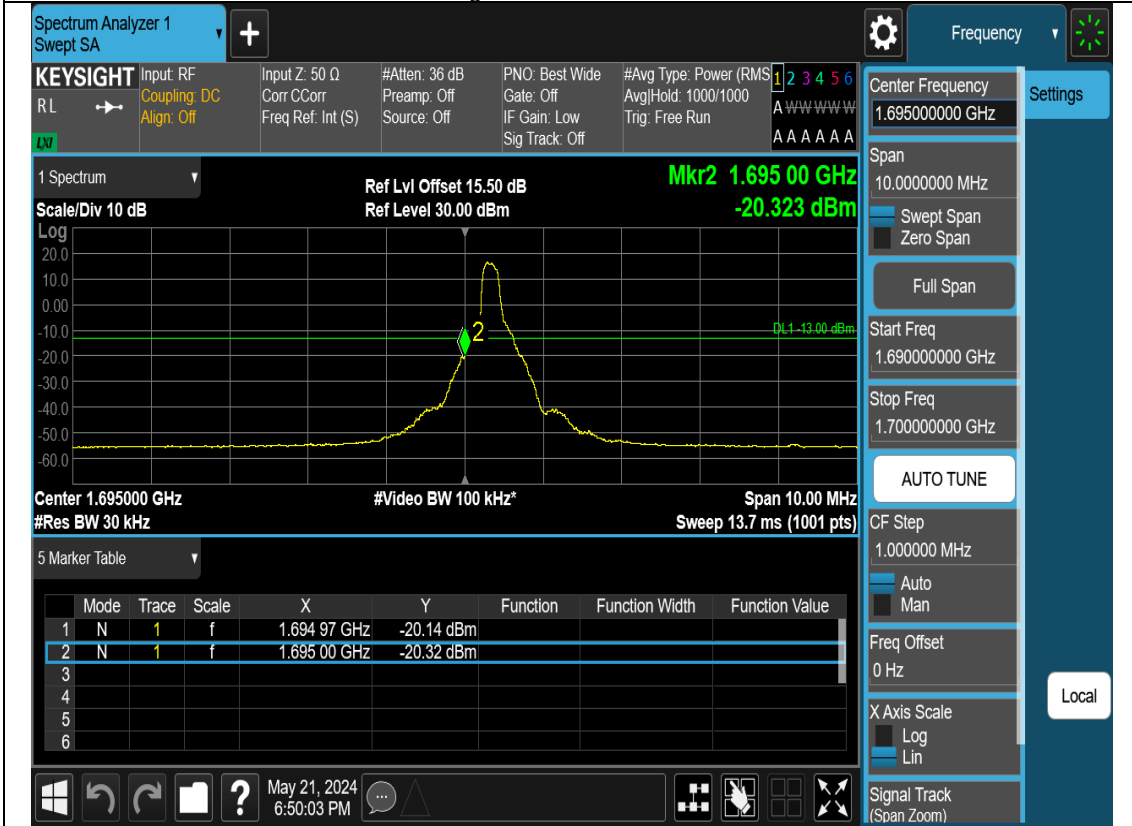 Spectrum Analyzer 1
Swept SA
+
Frequency
KEYSIGHT
RL
LXI
Input: RF
Coupling: DC
Align: Off
Input Z: 50 Ω
Corr CCorr
Freq Ref: Int (S)
#Atten: 36 dB
Preamp: Off
Source: Off
PNO: Best Wide
Gate: Off
IF Gain: Low
Sig Track: Off
#Avg Type: Power (RMS
Avg|Hold: 1000/1000
Trig: Free Run
1 2 3 4 5 6
A W W W W W
A A A A A A
1 Spectrum
Scale/Div 10 dB
Ref Lvl Offset 15.50 dB
Ref Level 30.00 dBm
Mkr2 1.695 00 GHz
-20.323 dBm
Log
20.0
10.0
0.00
-10.0
-20.0
-30.0
-40.0
-50.0
-60.0
2
DL1 -13.00 dBm
Center 1.695000 GHz
#Video BW 100 kHz*
Span 10.00 MHz
#Res BW 30 kHz
Sweep 13.7 ms (1001 pts)
5 Marker Table
Mode Trace Scale X Y Function Function Width Function Value
1 N 1 f 1.694 97 GHz -20.14 dBm
2 N 1 f 1.695 00 GHz -20.32 dBm
3
4
5
6
?
May 21, 2024
6:50:03 PM
Center Frequency
1.695000000 GHz
Settings
Span
10.0000000 MHz
Swept Span
Zero Span
Full Span
Start Freq
1.690000000 GHz
Stop Freq
1.700000000 GHz
AUTO TUNE
CF Step
1.000000 MHz
Auto
Man
Freq Offset
0 Hz
Local
X Axis Scale
Log
Lin
Signal Track
(Span Zoom)